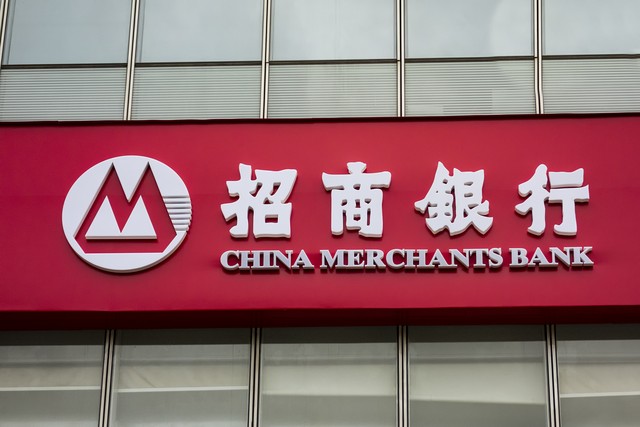 招商銀行
CHINA MERCHANTS BANK